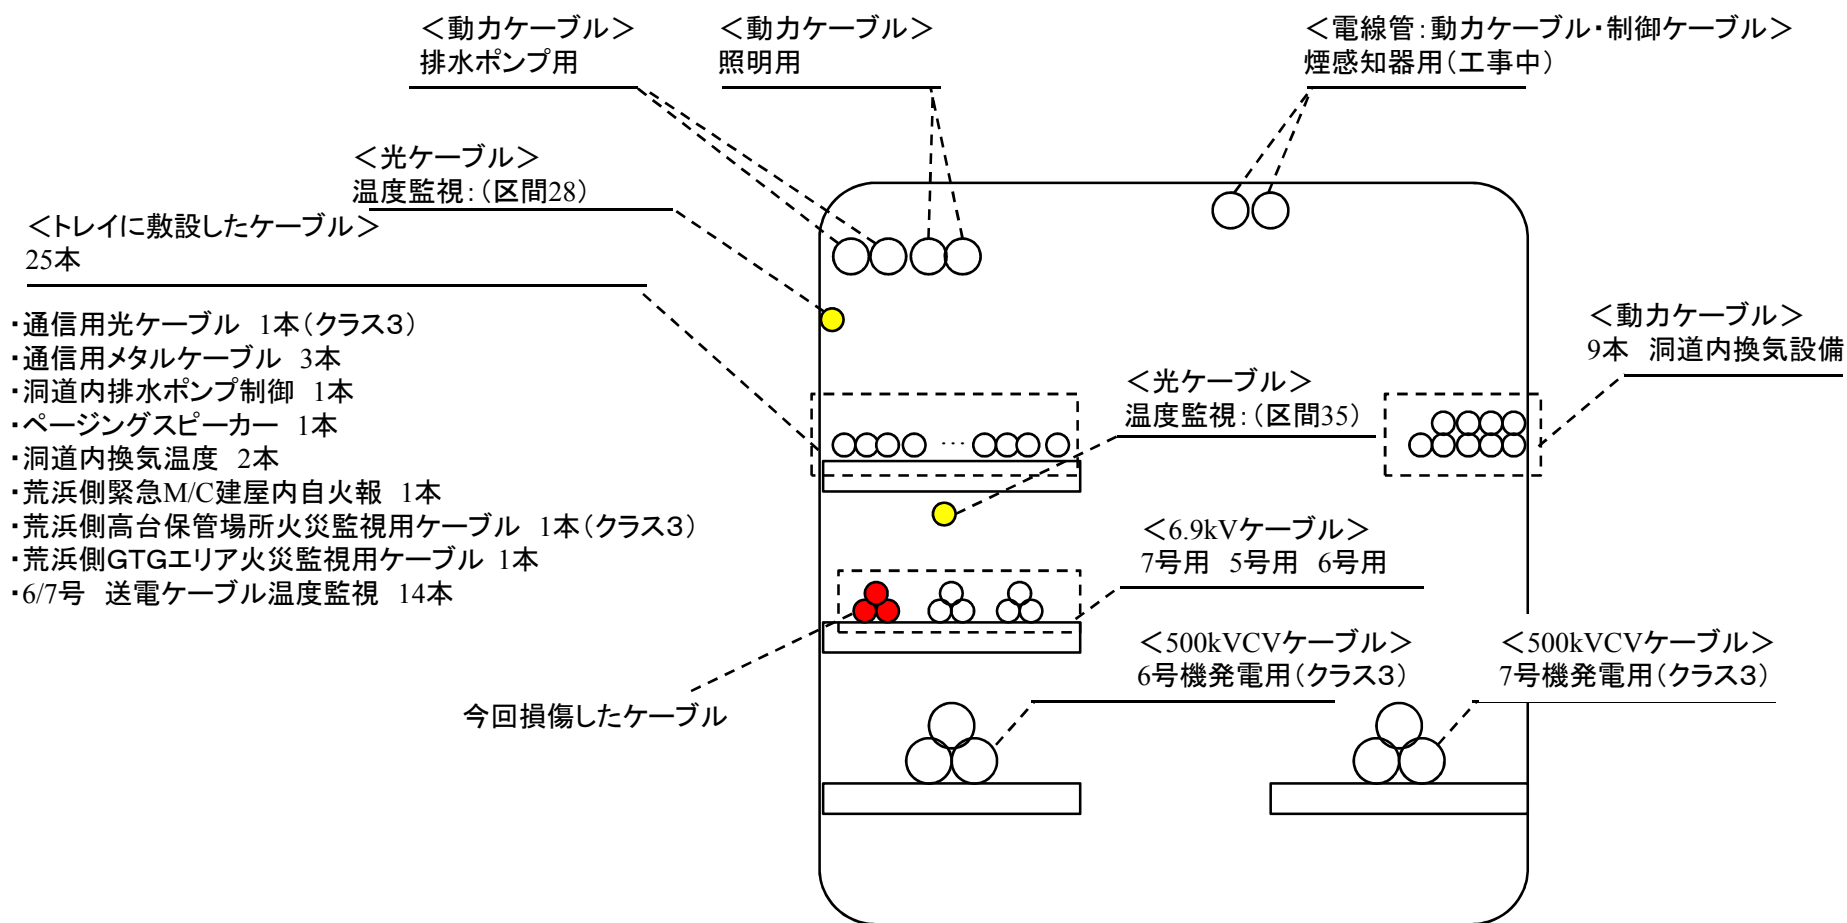 ＜動力ケーブル＞
排水ポンプ用
＜動力ケーブル＞
照明用
＜電線管：動力ケーブル・制御ケーブル＞
煙感知器用（工事中）
＜光ケーブル＞
温度監視：（区間28）
＜トレイに敷設したケーブル＞
25本
・通信用光ケーブル 1本（クラス３）
・通信用メタルケーブル 3本
・洞道内排水ポンプ制御 1本
・ページングスピーカー 1本
・洞道内換気温度 2本
・荒浜側緊急M/C建屋内自火報 1本
・荒浜側高台保管場所火災監視用ケーブル 1本（クラス３）
・荒浜側GTGエリア火災監視用ケーブル 1本
・6/7号 送電ケーブル温度監視 14本
＜動力ケーブル＞
9本 洞道内換気設備
＜光ケーブル＞
温度監視：（区間35）
…
＜6.9kVケーブル＞
7号用 5号用 6号用
今回損傷したケーブル
＜500kVCVケーブル＞
6号機発電用（クラス３）
＜500kVCVケーブル＞
7号機発電用（クラス３）